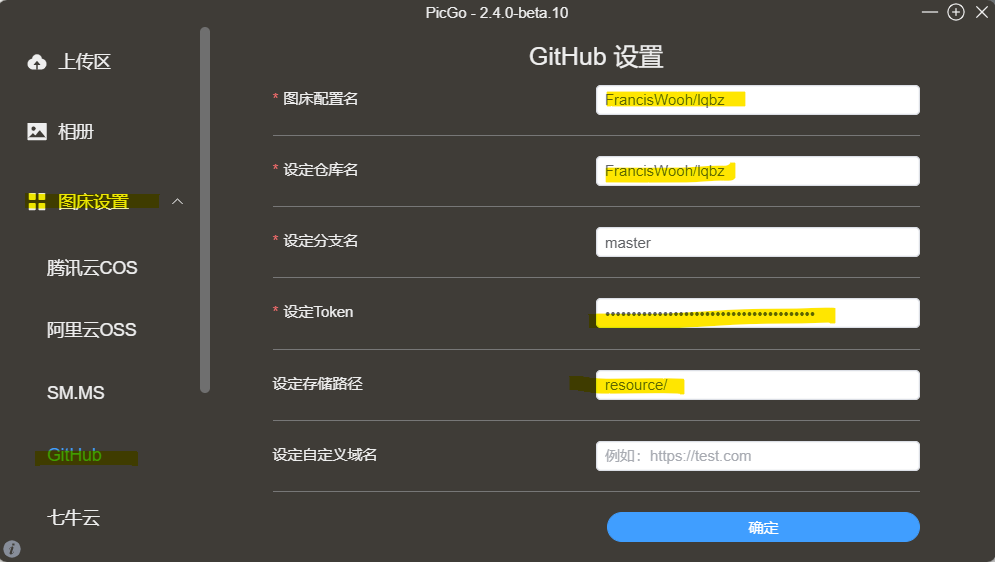 PicGo - 2.4.0-beta.10
上传区
相册
图床设置
腾讯云COS
阿里云OSS
SM.MS
GitHub
七牛云
GitHub 设置
* 图床配置名
FrancisWooh/lqbz
* 设定仓库名
FrancisWooh/lqbz
* 设定分支名
master
* 设定Token
设定存储路径
resource/
设定自定义域名
例如：https://test.com
确定